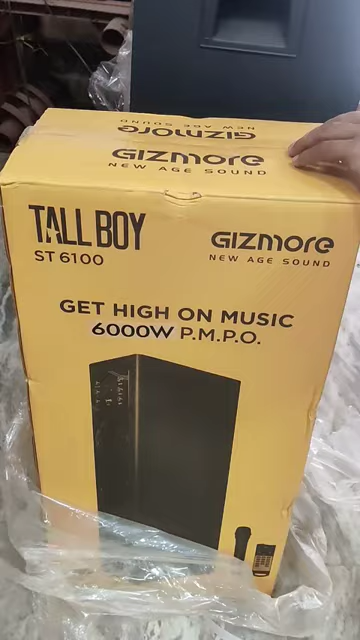 GIZMORE
NEW AGE SOUND
GIZMORE
NEW AGE SOUND
TALL BOY
ST 6100
GIZMORE
NEW AGE SOUND
GET HIGH ON MUSIC
6000W P.M.P.O.